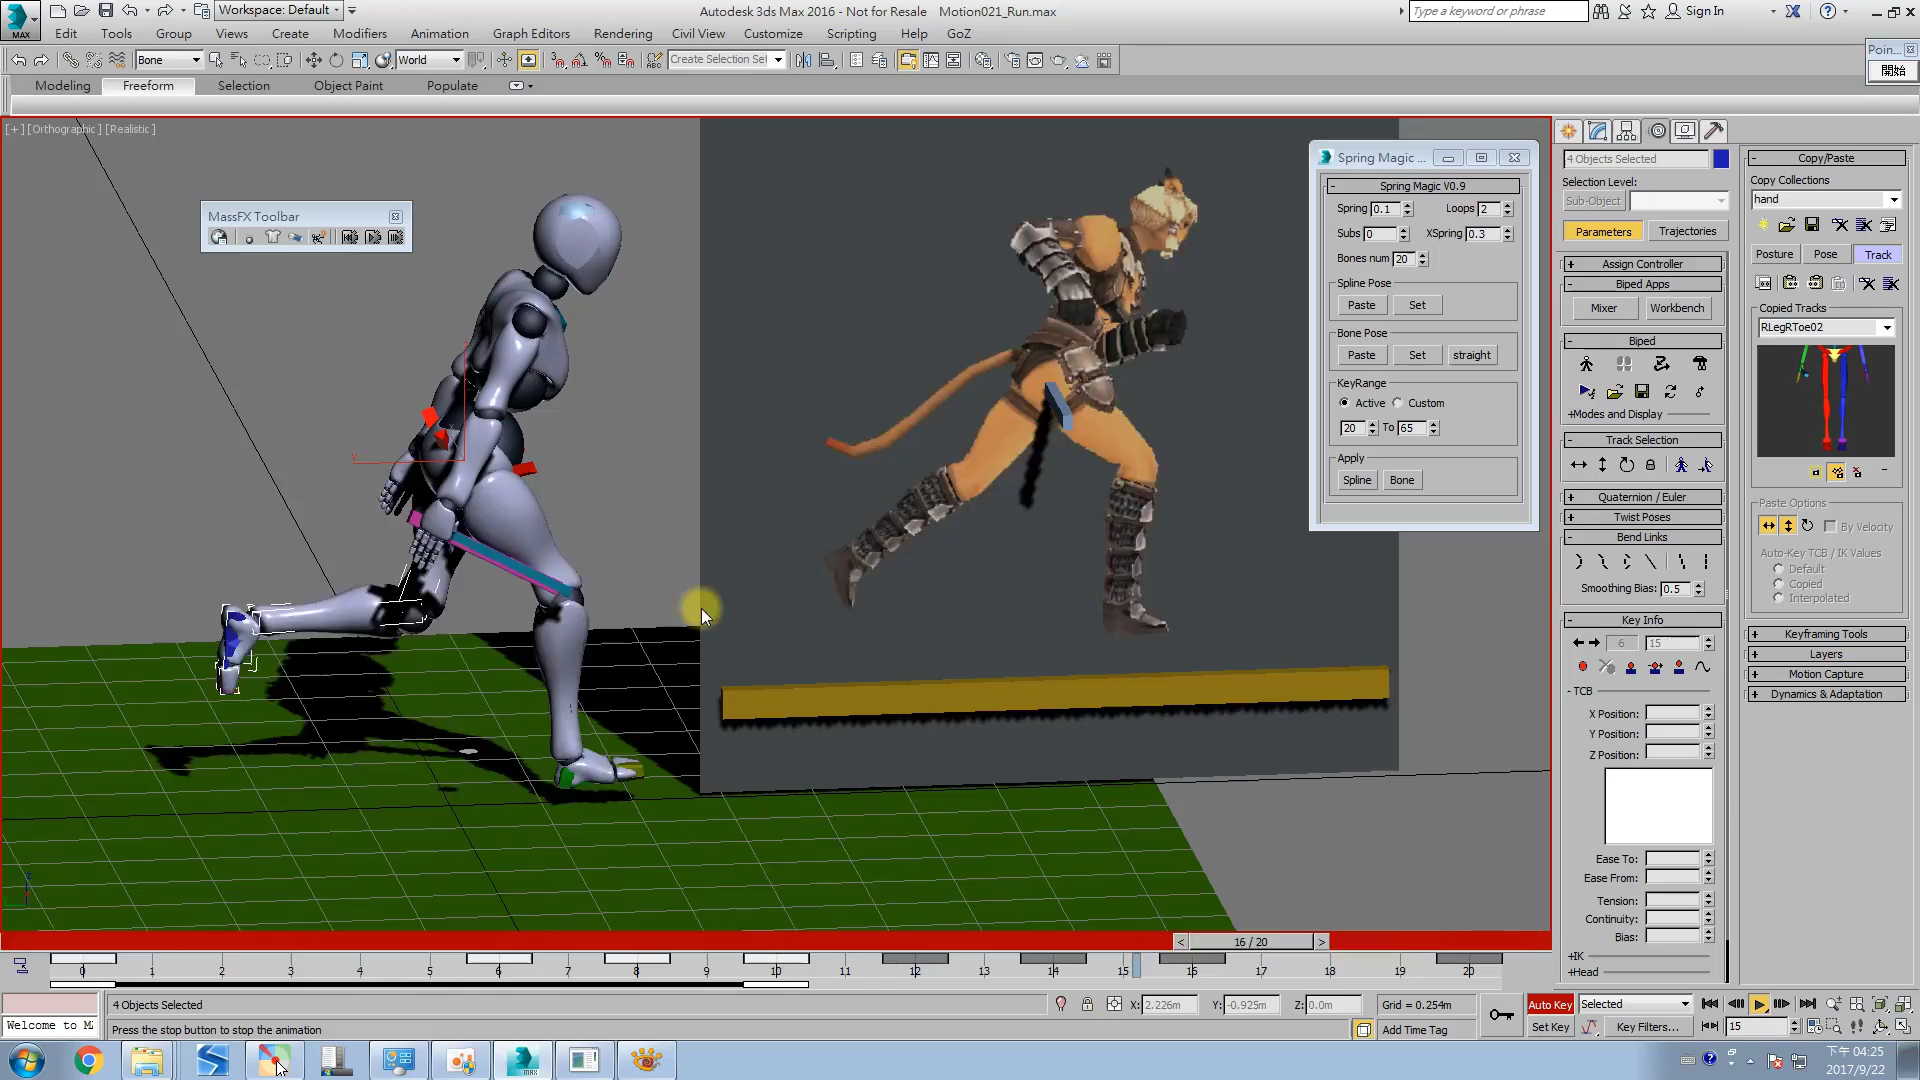 Workspace: Default
Autodesk 3ds Max 2016 - Not for Resale Motion021_Run.max
Type a keyword or phrase
Sign In
MAX
Edit Tools Group Views Create Modifiers Animation Graph Editors Rendering Civil View Customize Scripting Help GoZ
Poin...
開始
Bone
World
Create Selection Set
Modeling Freeform Selection Object Paint Populate
[+] [Orthographic] [Realistic]
MassFX Toolbar
Spring Magic ...
Spring Magic V0.9
Spring 0.1 Loops 2
Subs 0 XSpring 0.3
Bones num 20
Spline Pose
Paste Set
Bone Pose
Paste Set straight
KeyRange
Active Custom
20 To 65
Apply
Spline Bone
4 Objects Selected
Selection Level:
Sub-Object
Parameters Trajectories
Assign Controller
Biped Apps
Mixer Workbench
Biped
+Modes and Display
Track Selection
Quaternion / Euler
Twist Poses
Bend Links
Smoothing Bias: 0.5
Key Info
6 15
- TCB
X Position:
Y Position:
Z Position:
Ease To:
Ease From:
Tension:
Continuity:
Bias:
+IK
+Head
Copy/Paste
Copy Collections
hand
Posture Pose Track
Copied Tracks
RLegRToe02
Paste Options
By Velocity
Auto-Key TCB / IK Values
Default
Copied
Interpolated
Keyframing Tools
Layers
Motion Capture
Dynamics & Adaptation
< 16 / 20 >
0 1 2 3 4 5 6 7 8 9 10 11 12 13 14 15 16 17 18 19 20
4 Objects Selected
X: 2.226m Y: -0.925m Z: 0.0m Grid = 0.254m
Auto Key Selected
Welcome to M
Press the stop button to stop the animation
Add Time Tag
Set Key Key Filters...
15
下午 04:25
2017/9/22